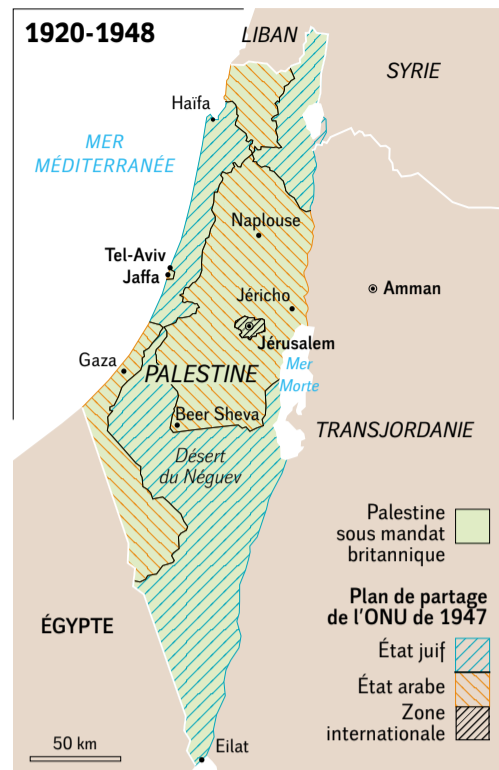 1920-1948
LIBAN
SYRIE
Haïfa
MER
MÉDITERRANÉE
Naplouse
Tel-Aviv
Jaffa
Jéricho
Amman
Jérusalem
Gaza
PALESTINE
Mer
Morte
Beer Sheva
TRANSJORDANIE
Désert
du Néguev
Palestine
sous mandat
britannique
Plan de partage
de l'ONU de 1947
ÉGYPTE
État juif
État arabe
Zone
internationale
50 km
Eilat